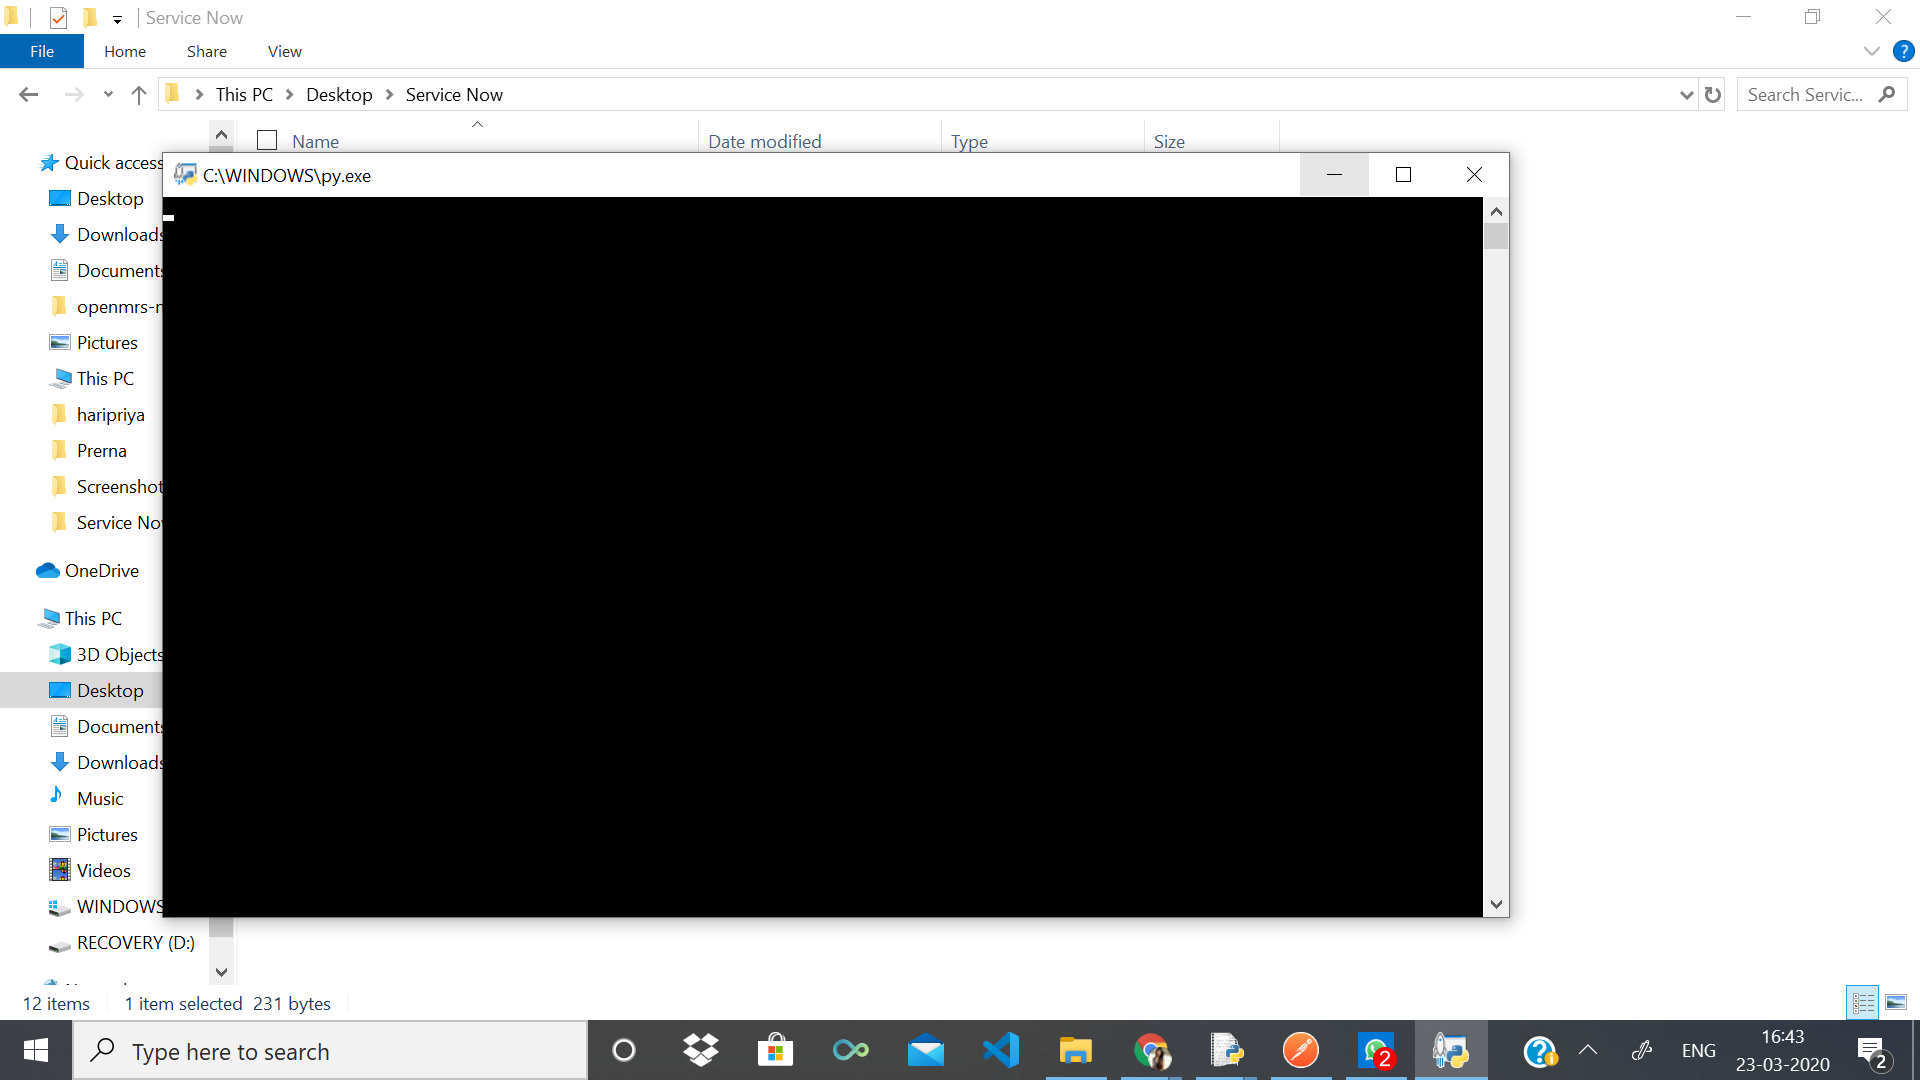 Service Now
File Home Share View
?
This PC Desktop Service Now
Search Servic...
Name Date modified Type Size
C:\WINDOWS\py.exe
Quick access
Desktop
Downloads
Documents
openmrs-
Pictures
This PC
haripriya
Prerna
Screenshot
Service Now
OneDrive
This PC
3D Objects
Desktop
Documents
Downloads
Music
Pictures
Videos
WINDOWS
RECOVERY (D:)
12 items 1 item selected 231 bytes
Type here to search
2
?
ENG
16:43
23-03-2020
2